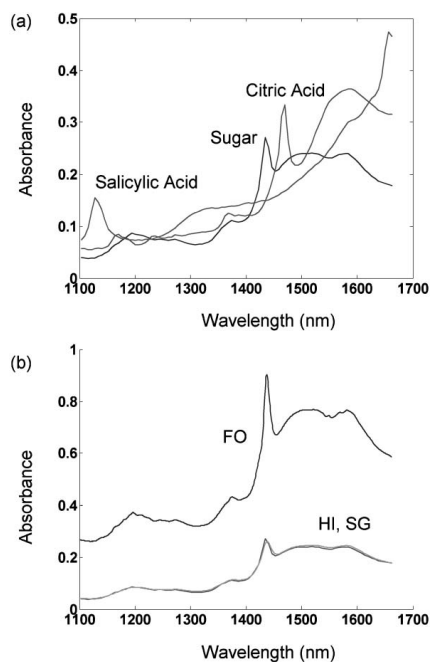 (a)
0.5
0.4
0.3
0.2
0.1
0
Absorbance
Citric Acid
Sugar
Salicylic Acid
1100 1200 1300 1400 1500 1600 1700
Wavelength (nm)
(b)
1
0.8
0.6
0.4
0.2
0
Absorbance
FO
HI, SG
1100 1200 1300 1400 1500 1600 1700
Wavelength (nm)